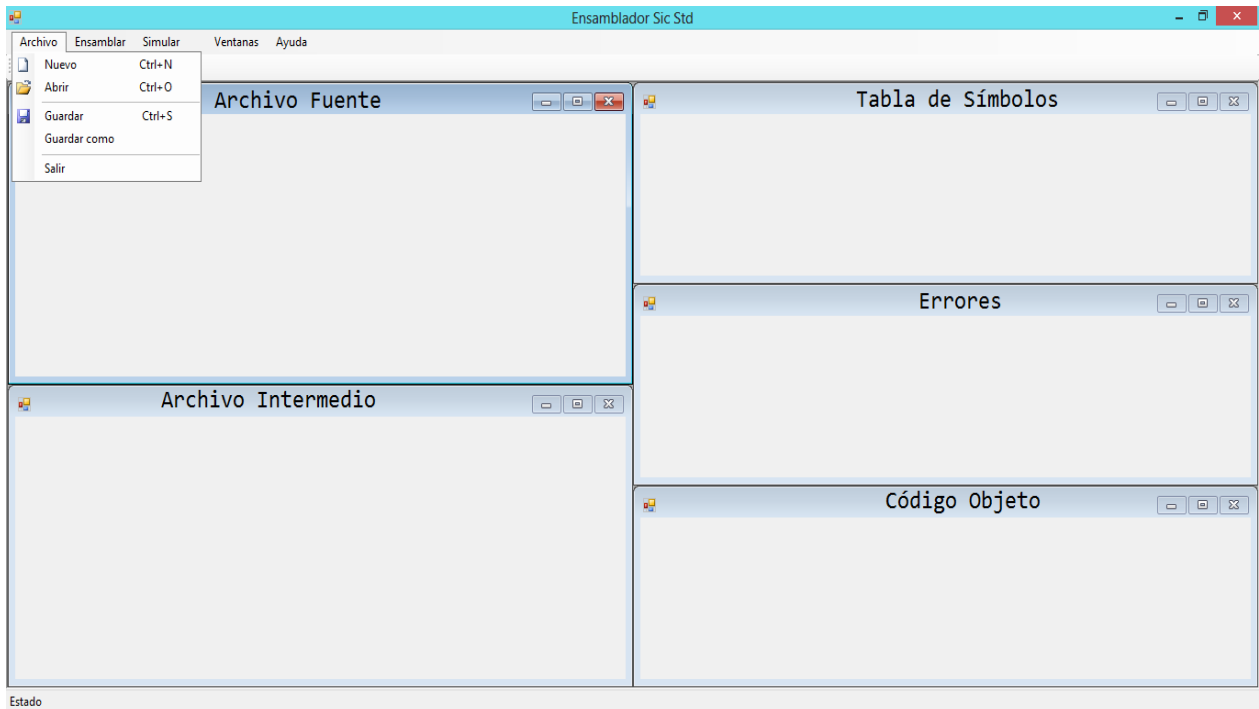 Ensamblador Sic Std
Archivo Ensamblar Simular Ventanas Ayuda
Nuevo Ctrl+N
Abrir Ctrl+O
Guardar Ctrl+S
Guardar como
Salir
Archivo Fuente
Tabla de Símbolos
Errores
Archivo Intermedio
Código Objeto
Estado